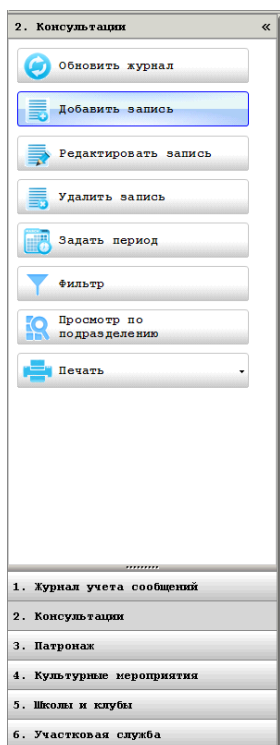 2. Консультации «
Обновить журнал
Добавить запись
Редактировать запись
Удалить запись
Задать период
Фильтр
Просмотр по
подразделению
Печать
1. Журнал учета сообщений
2. Консультации
3. Патронаж
4. Культурные мероприятия
5. Школы и клубы
6. Участковая служба